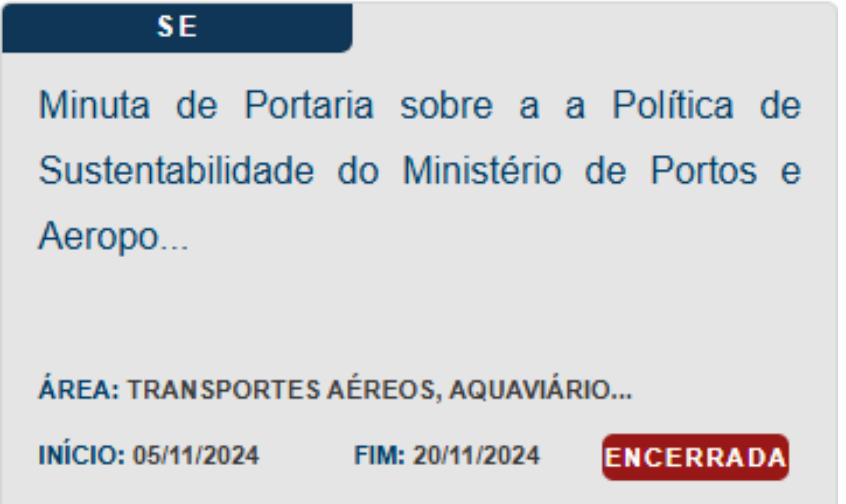 SE
Minuta de Portaria sobre a a Política de
Sustentabilidade do Ministério de Portos e
Aeropo...
ÁREA: TRANSPORTES AÉREOS, AQUAVIÁRIO...
INÍCIO: 05/11/2024 FIM: 20/11/2024 ENCERRADA